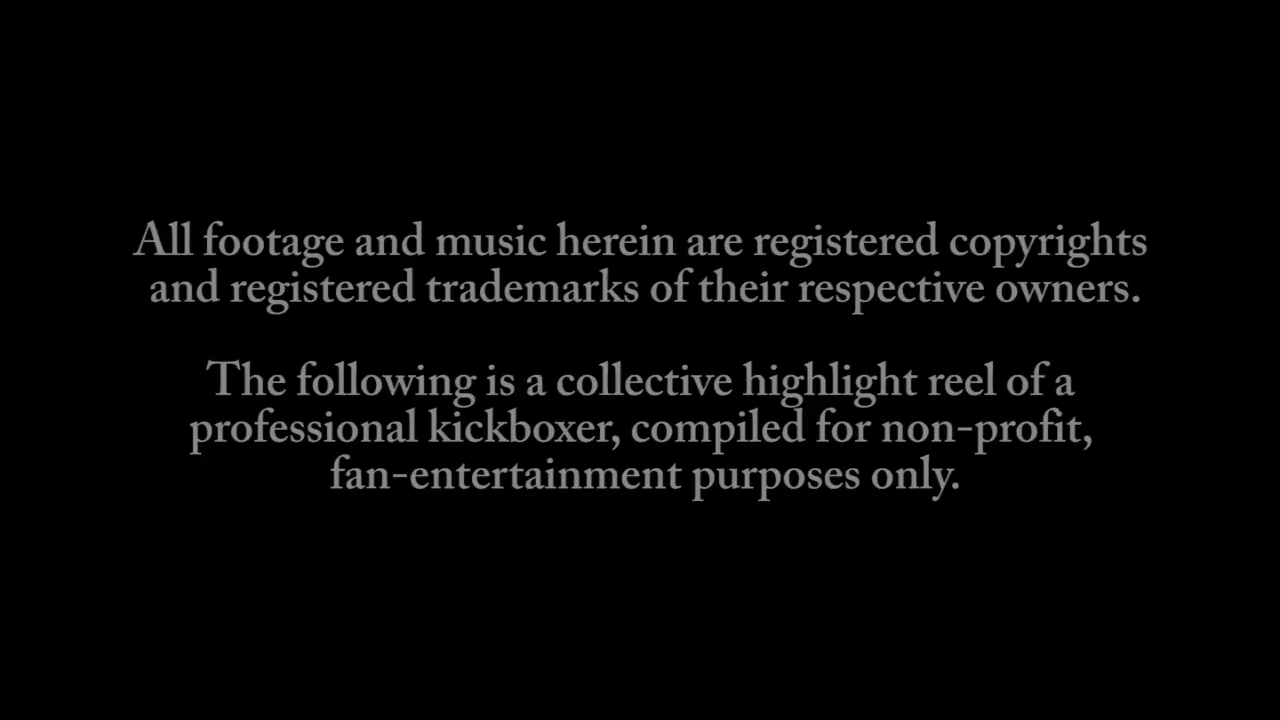 All footage and music herein are registered copyrights
and registered trademarks of their respective owners.
The following is a collective highlight reel of a
professional kickboxer, compiled for non-profit,
fan-entertainment purposes only.